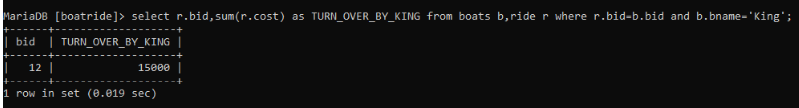 MariaDB [boatride]> select r.bid,sum(r.cost) as TURN_OVER_BY_KING from boats b,ride r where r.bid=b.bid and b.bname='King';
+------+-------------------+
| bid  | TURN_OVER_BY_KING |
+------+-------------------+
|   12 |             15000 |
+------+-------------------+
1 row in set (0.019 sec)